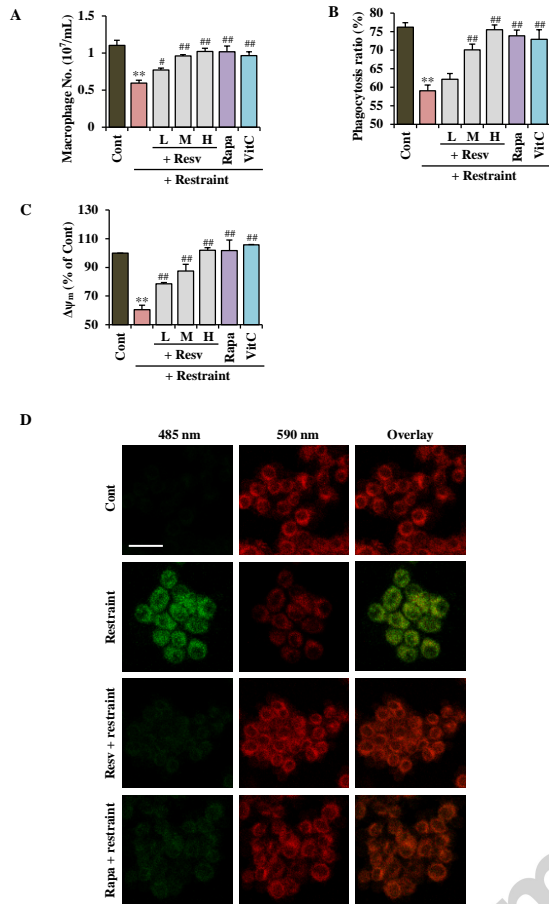 A
Macrophage No. (10⁷/mL)
1.5
1
0.5
0
**
#
##
##
##
##
Cont
L
M
H
Rapa
VitC
+ Resv
+ Restraint
B
Phagocytosis ratio (%)
80
75
70
65
60
55
50
**
##
##
##
##
Cont
L
M
H
Rapa
VitC
+ Resv
+ Restraint
C
Δψm (% of Cont)
130
110
90
70
50
**
##
##
##
##
##
Cont
L
M
H
Rapa
VitC
+ Resv
+ Restraint
D
485 nm
590 nm
Overlay
Cont
Restraint
Resv + restraint
Rapa + restraint